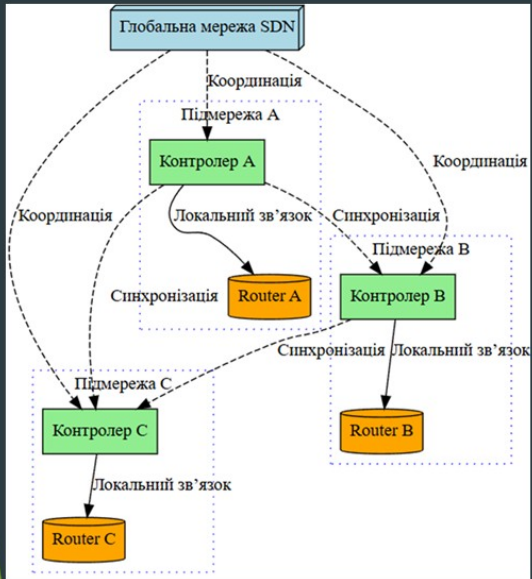 Глобальна мережа SDN
Координація
Підмережа A
Контролер A
Координація
Координація
Локальний зв’язок
Синхронізація
Підмережа B
Синхронізація
Router A
Контролер B
Синхронізація
Локальний зв’язок
Підмережа C
Контролер C
Router B
Локальний зв’язок
Router C